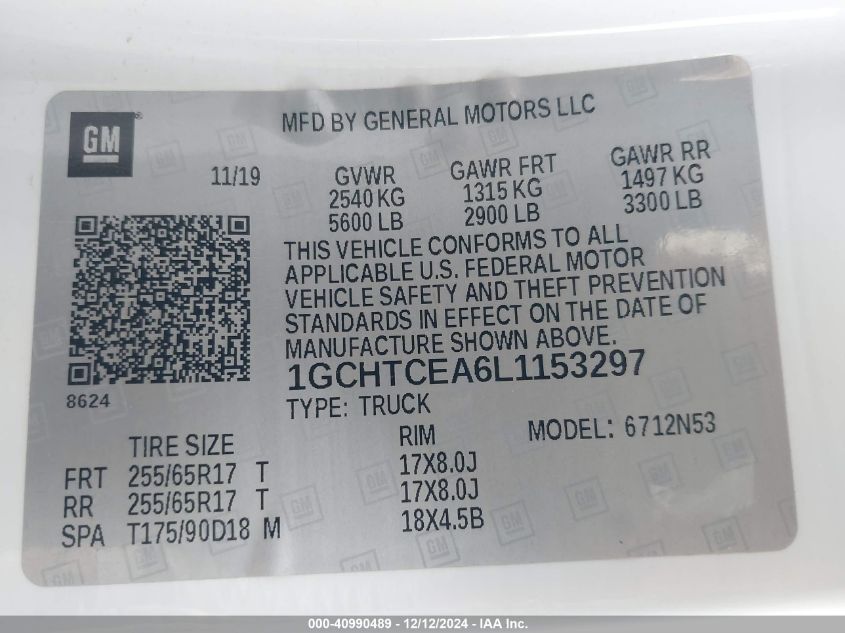 GM
MFD BY GENERAL MOTORS LLC
11/19
GVWR
2540 KG
5600 LB
GAWR FRT
1315 KG
2900 LB
GAWR RR
1497 KG
3300 LB
THIS VEHICLE CONFORMS TO ALL
APPLICABLE U.S. FEDERAL MOTOR
VEHICLE SAFETY AND THEFT PREVENTION
STANDARDS IN EFFECT ON THE DATE OF
MANUFACTURE SHOWN ABOVE.
8624
1GCHTCEA6L1153297
TYPE: TRUCK
MODEL: 6712N53
TIRE SIZE RIM
FRT 255/65R17 T 17X8.0J
RR 255/65R17 T 17X8.0J
SPA T175/90D18 M 18X4.5B
000-40990489 - 12/12/2024 - IAA Inc.